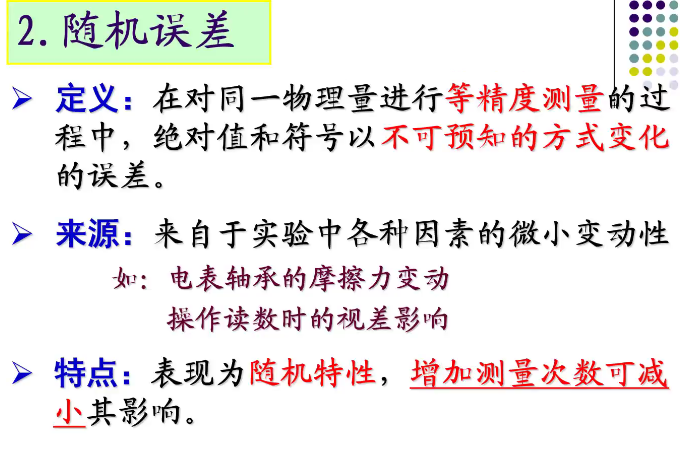 2. 随机误差
➢ 定义：在对同一物理量进行等精度测量的过
程中，绝对值和符号以不可预知的方式变化
的误差。
➢ 来源：来自于实验中各种因素的微小变动性
如：电表轴承的摩擦力变动
操作读数时的视差影响
➢ 特点：表现为随机特性，增加测量次数可减
小其影响。